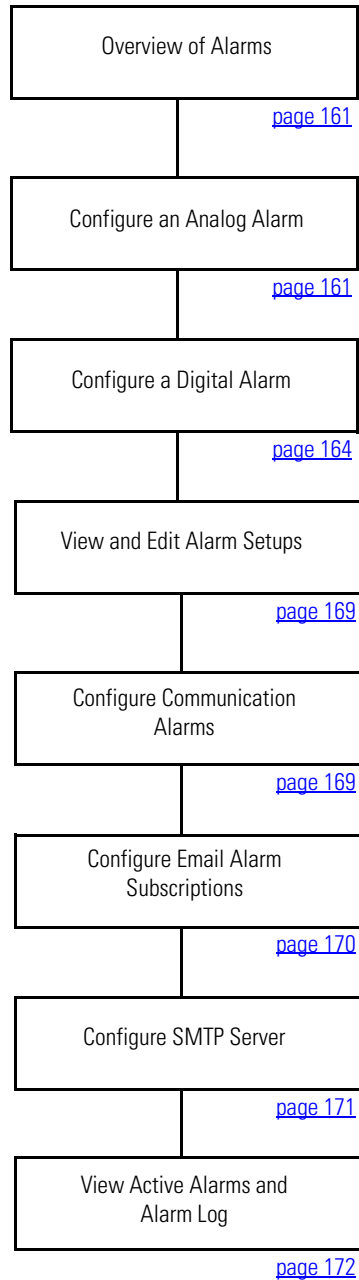 Overview of Alarms
page 161
Configure an Analog Alarm
page 161
Configure a Digital Alarm
page 164
View and Edit Alarm Setups
page 169
Configure Communication
Alarms
page 169
Configure Email Alarm
Subscriptions
page 170
Configure SMTP Server
page 171
View Active Alarms and
Alarm Log
page 172